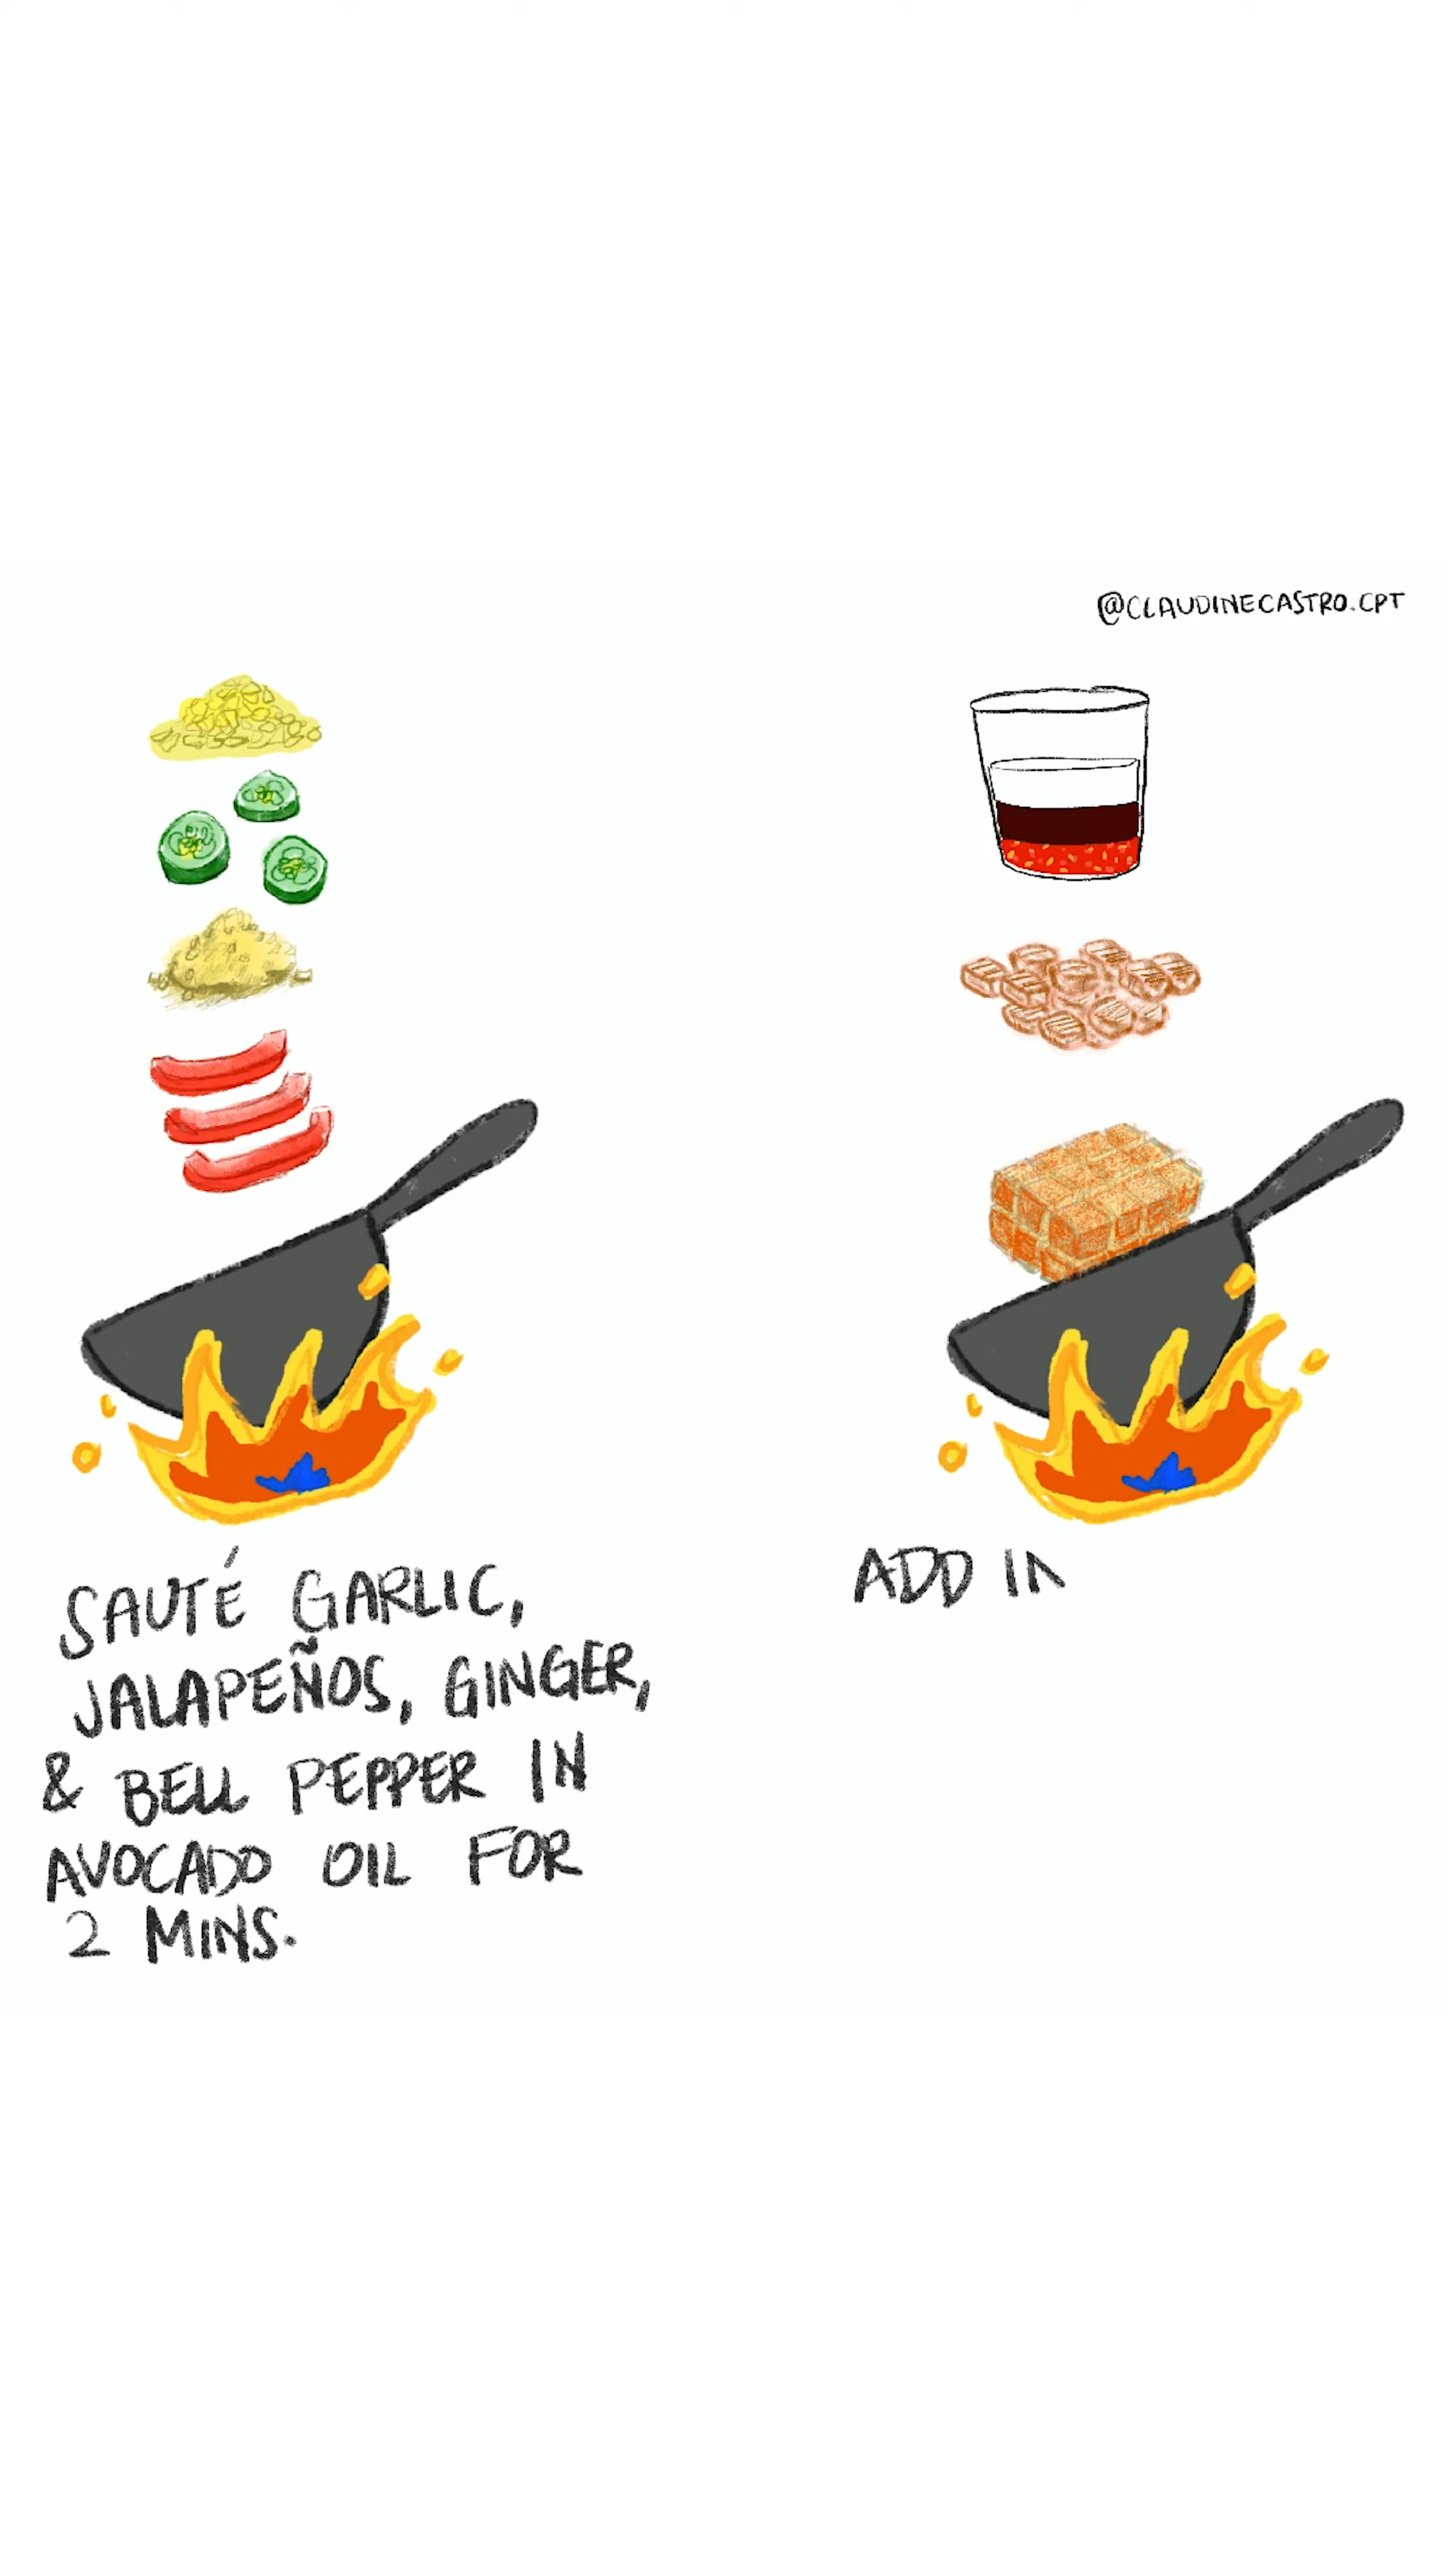 @CLAUDINECASTRO.CPT
SAUTÉ GARLIC,
JALAPEÑOS, GINGER,
& BELL PEPPER IN
AVOCADO OIL FOR
2 MINS.
ADD